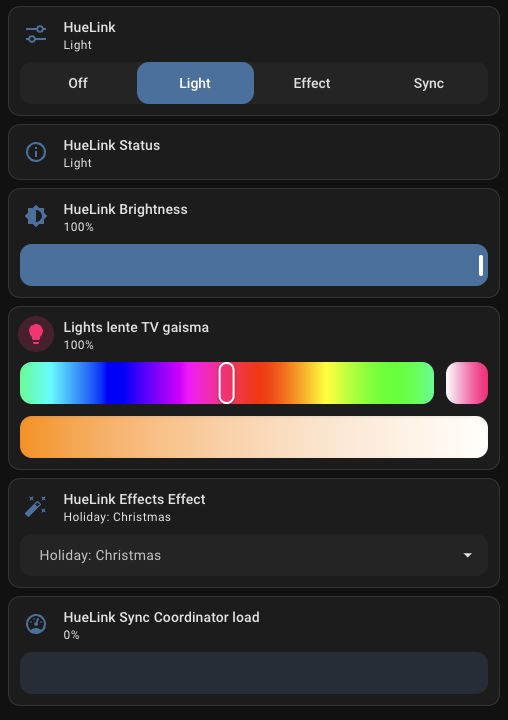 HueLink
Light
Off Light Effect Sync
HueLink Status
Light
HueLink Brightness
100%
Lights lente TV gaisma
100%
HueLink Effects Effect
Holiday: Christmas
Holiday: Christmas
HueLink Sync Coordinator load
0%